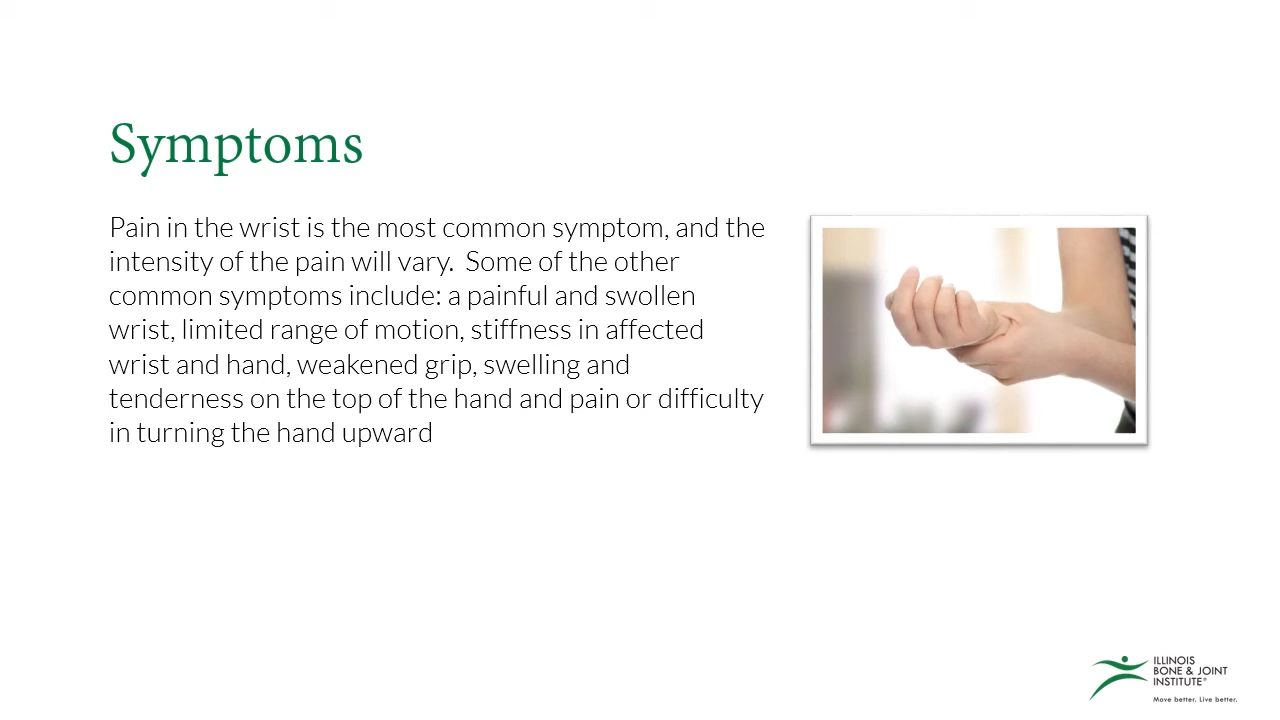 Symptoms
Pain in the wrist is the most common symptom, and the
intensity of the pain will vary.  Some of the other
common symptoms include: a painful and swollen
wrist, limited range of motion, stiffness in affected
wrist and hand, weakened grip, swelling and
tenderness on the top of the hand and pain or difficulty
in turning the hand upward
ILLINOIS
BONE & JOINT
INSTITUTE®
Move better. Live better.